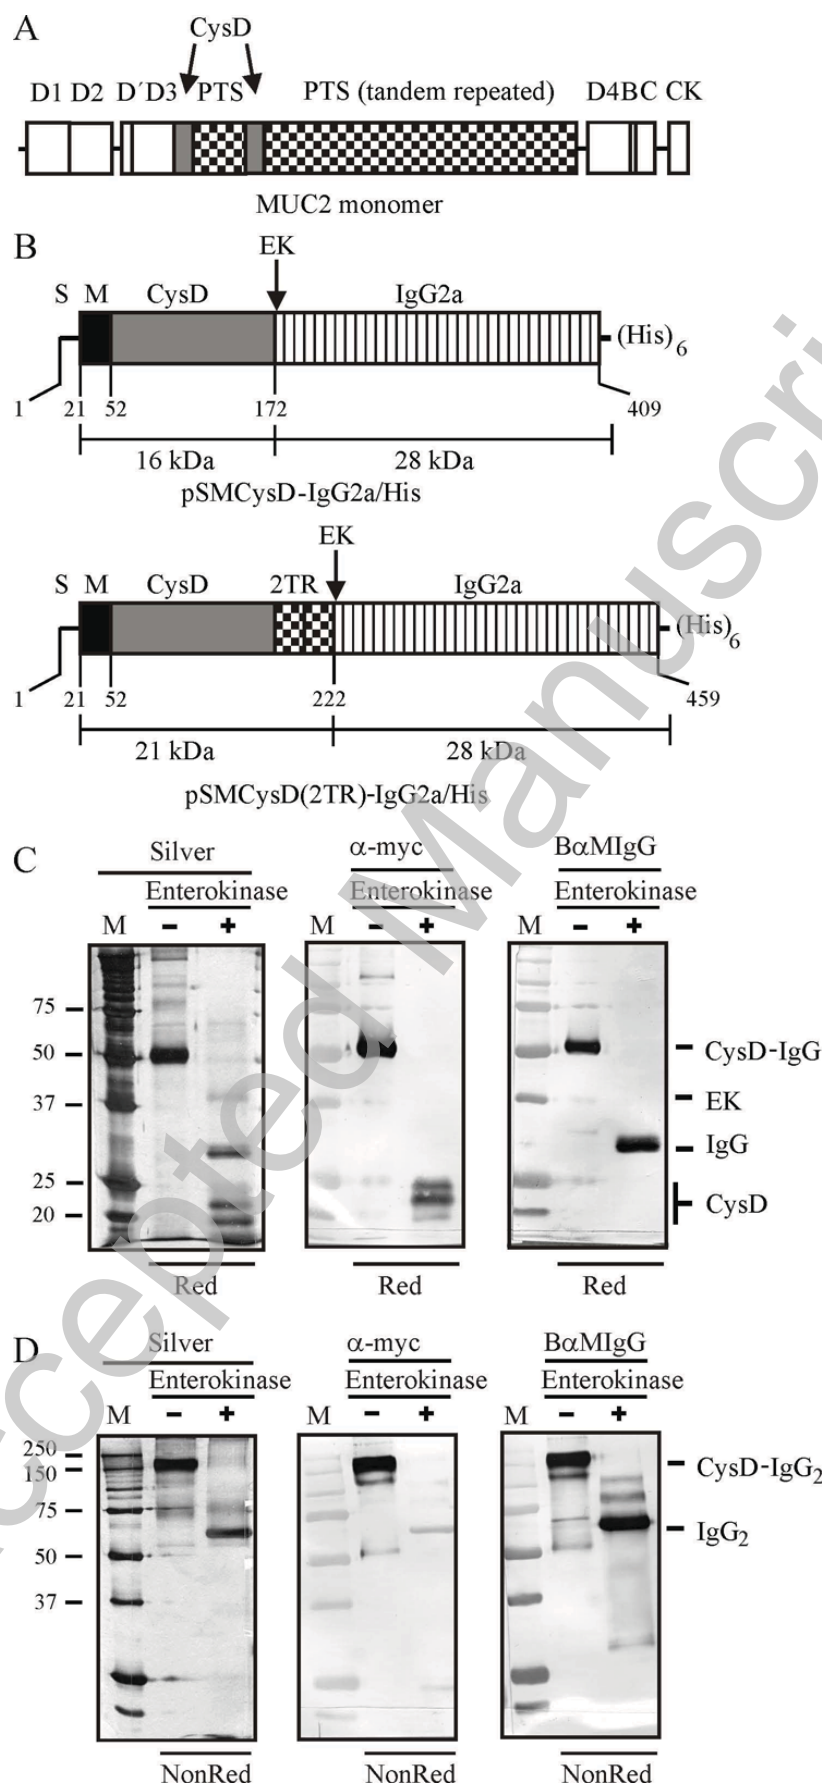 A
CysD
D1 D2 D´D3 PTS PTS (tandem repeated) D4BC CK
MUC2 monomer
B
EK
S M CysD IgG2a
(His)6
1 21 52 172 409
16 kDa 28 kDa
pSMCysD-IgG2a/His
EK
S M CysD 2TR IgG2a
(His)6
1 21 52 222 459
21 kDa 28 kDa
pSMCysD(2TR)-IgG2a/His
C
Silver α-myc BαMIgG
Enterokinase Enterokinase Enterokinase
M - + M - + M - +
75
50 CysD-IgG
37 EK
IgG
25
20 CysD
Red Red Red
D
Silver α-myc BαMIgG
Enterokinase Enterokinase Enterokinase
M - + M - + M - +
250
150 CysD-IgG2
75
IgG2
50
37
NonRed NonRed NonRed
ccepted Manuscri